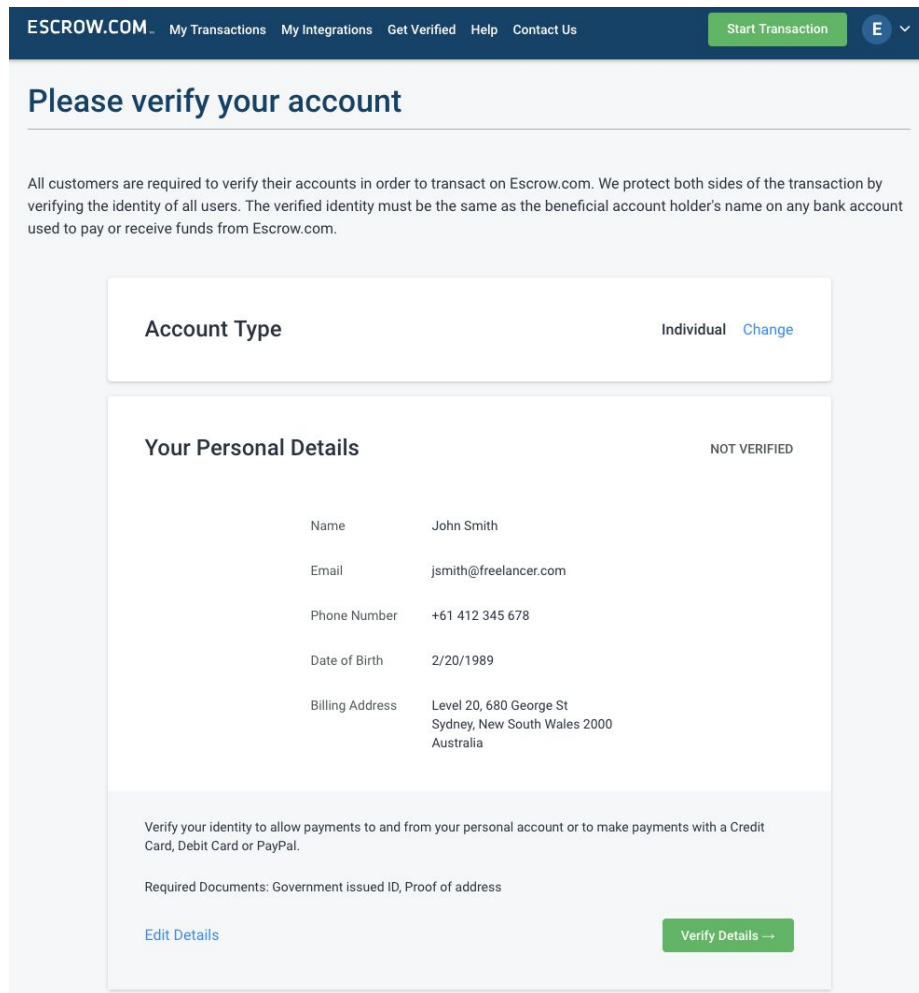 ESCROW.COM My Transactions My Integrations Get Verified Help Contact Us Start Transaction E
Please verify your account
All customers are required to verify their accounts in order to transact on Escrow.com. We protect both sides of the transaction by
verifying the identity of all users. The verified identity must be the same as the beneficial account holder's name on any bank account
used to pay or receive funds from Escrow.com.
Account Type Individual Change
Your Personal Details NOT VERIFIED
Name John Smith
Email jsmith@freelancer.com
Phone Number +61 412 345 678
Date of Birth 2/20/1989
Billing Address Level 20, 680 George St
Sydney, New South Wales 2000
Australia
Verify your identity to allow payments to and from your personal account or to make payments with a Credit
Card, Debit Card or PayPal.
Required Documents: Government issued ID, Proof of address
Edit Details Verify Details →